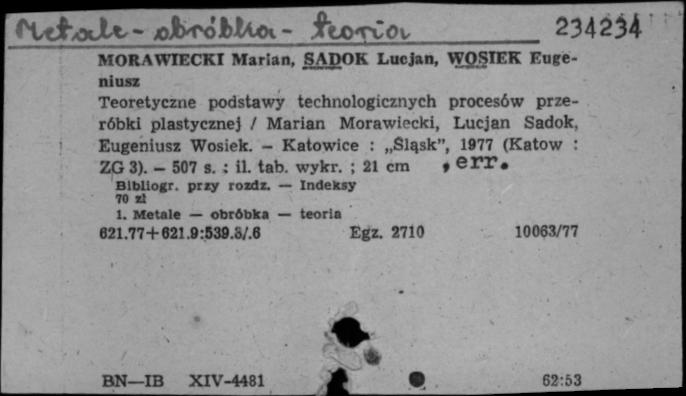 Metale - obróbka - teoria 234234
MORAWIECKI Marian, SADOK Lucjan, WOSIEK Euge-
niusz
Teoretyczne podstawy technologicznych procesów prze-
róbki plastycznej / Marian Morawiecki, Lucjan Sadok,
Eugeniusz Wosiek. – Katowice : „Śląsk”, 1977 (Katow :
ZG 3). – 507 s. : il. tab. wykr. ; 21 cm , err.
Bibliogr. przy rozdz. — Indeksy
70 zł
1. Metale — obróbka — teoria
621.77+621.9:539.3/.6 Egz. 2710 10063/77
BN—IB XIV-4481 62:53